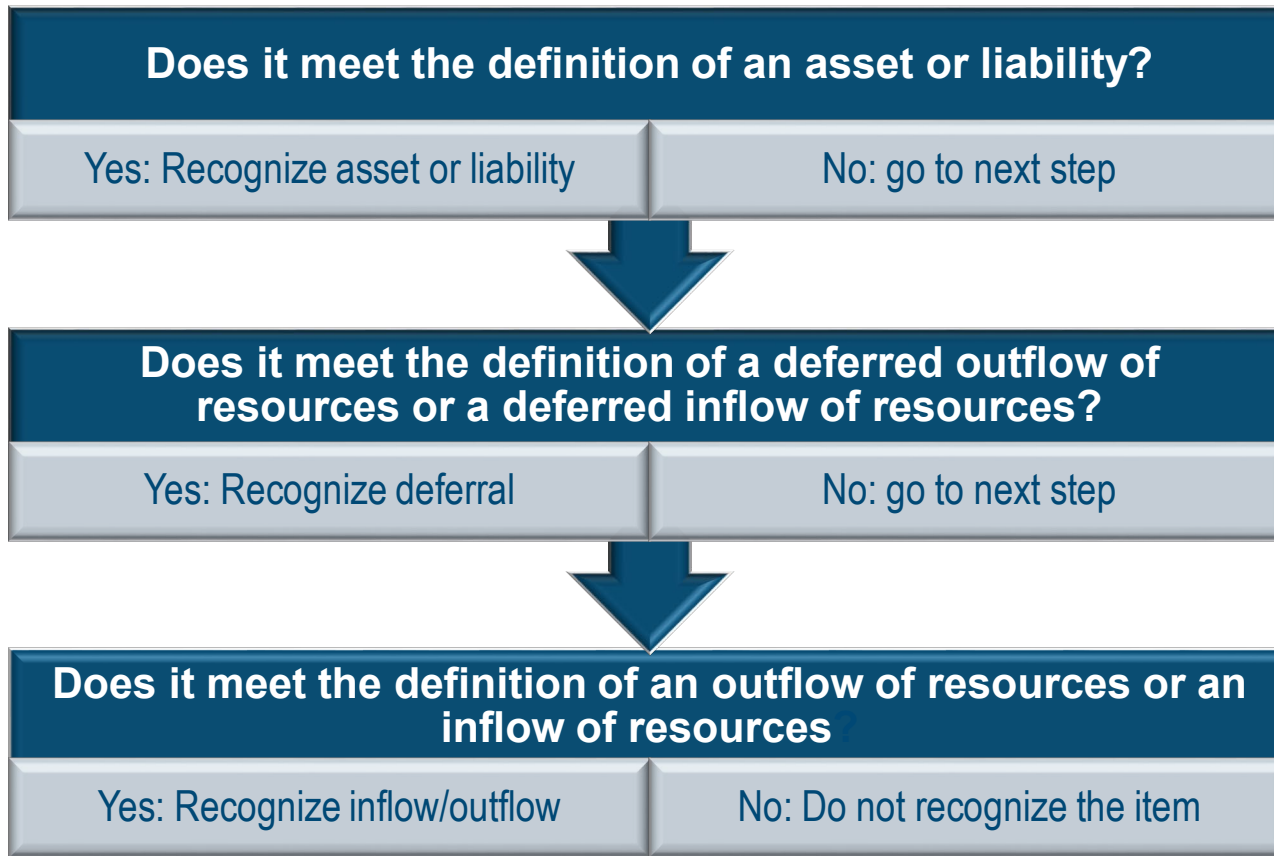 Does it meet the definition of an asset or liability?
Yes: Recognize asset or liability
No: go to next step
Does it meet the definition of a deferred outflow of
resources or a deferred inflow of resources?
Yes: Recognize deferral
No: go to next step
Does it meet the definition of an outflow of resources or an
inflow of resources?
Yes: Recognize inflow/outflow
No: Do not recognize the item